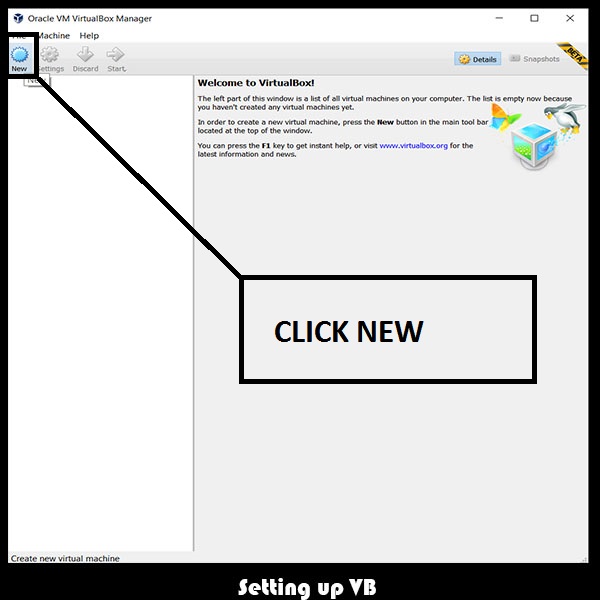 Oracle VM VirtualBox Manager
Machine Help
New Settings Discard Start
Details Snapshots
BETA
New
Welcome to VirtualBox!
The left part of this window is a list of all virtual machines on your computer. The list is empty now because
you haven't created any virtual machines yet.
In order to create a new virtual machine, press the New button in the main tool bar
located at the top of the window.
You can press the F1 key to get instant help, or visit www.virtualbox.org for the
latest information and news.
CLICK NEW
Create new virtual machine
Setting up VB